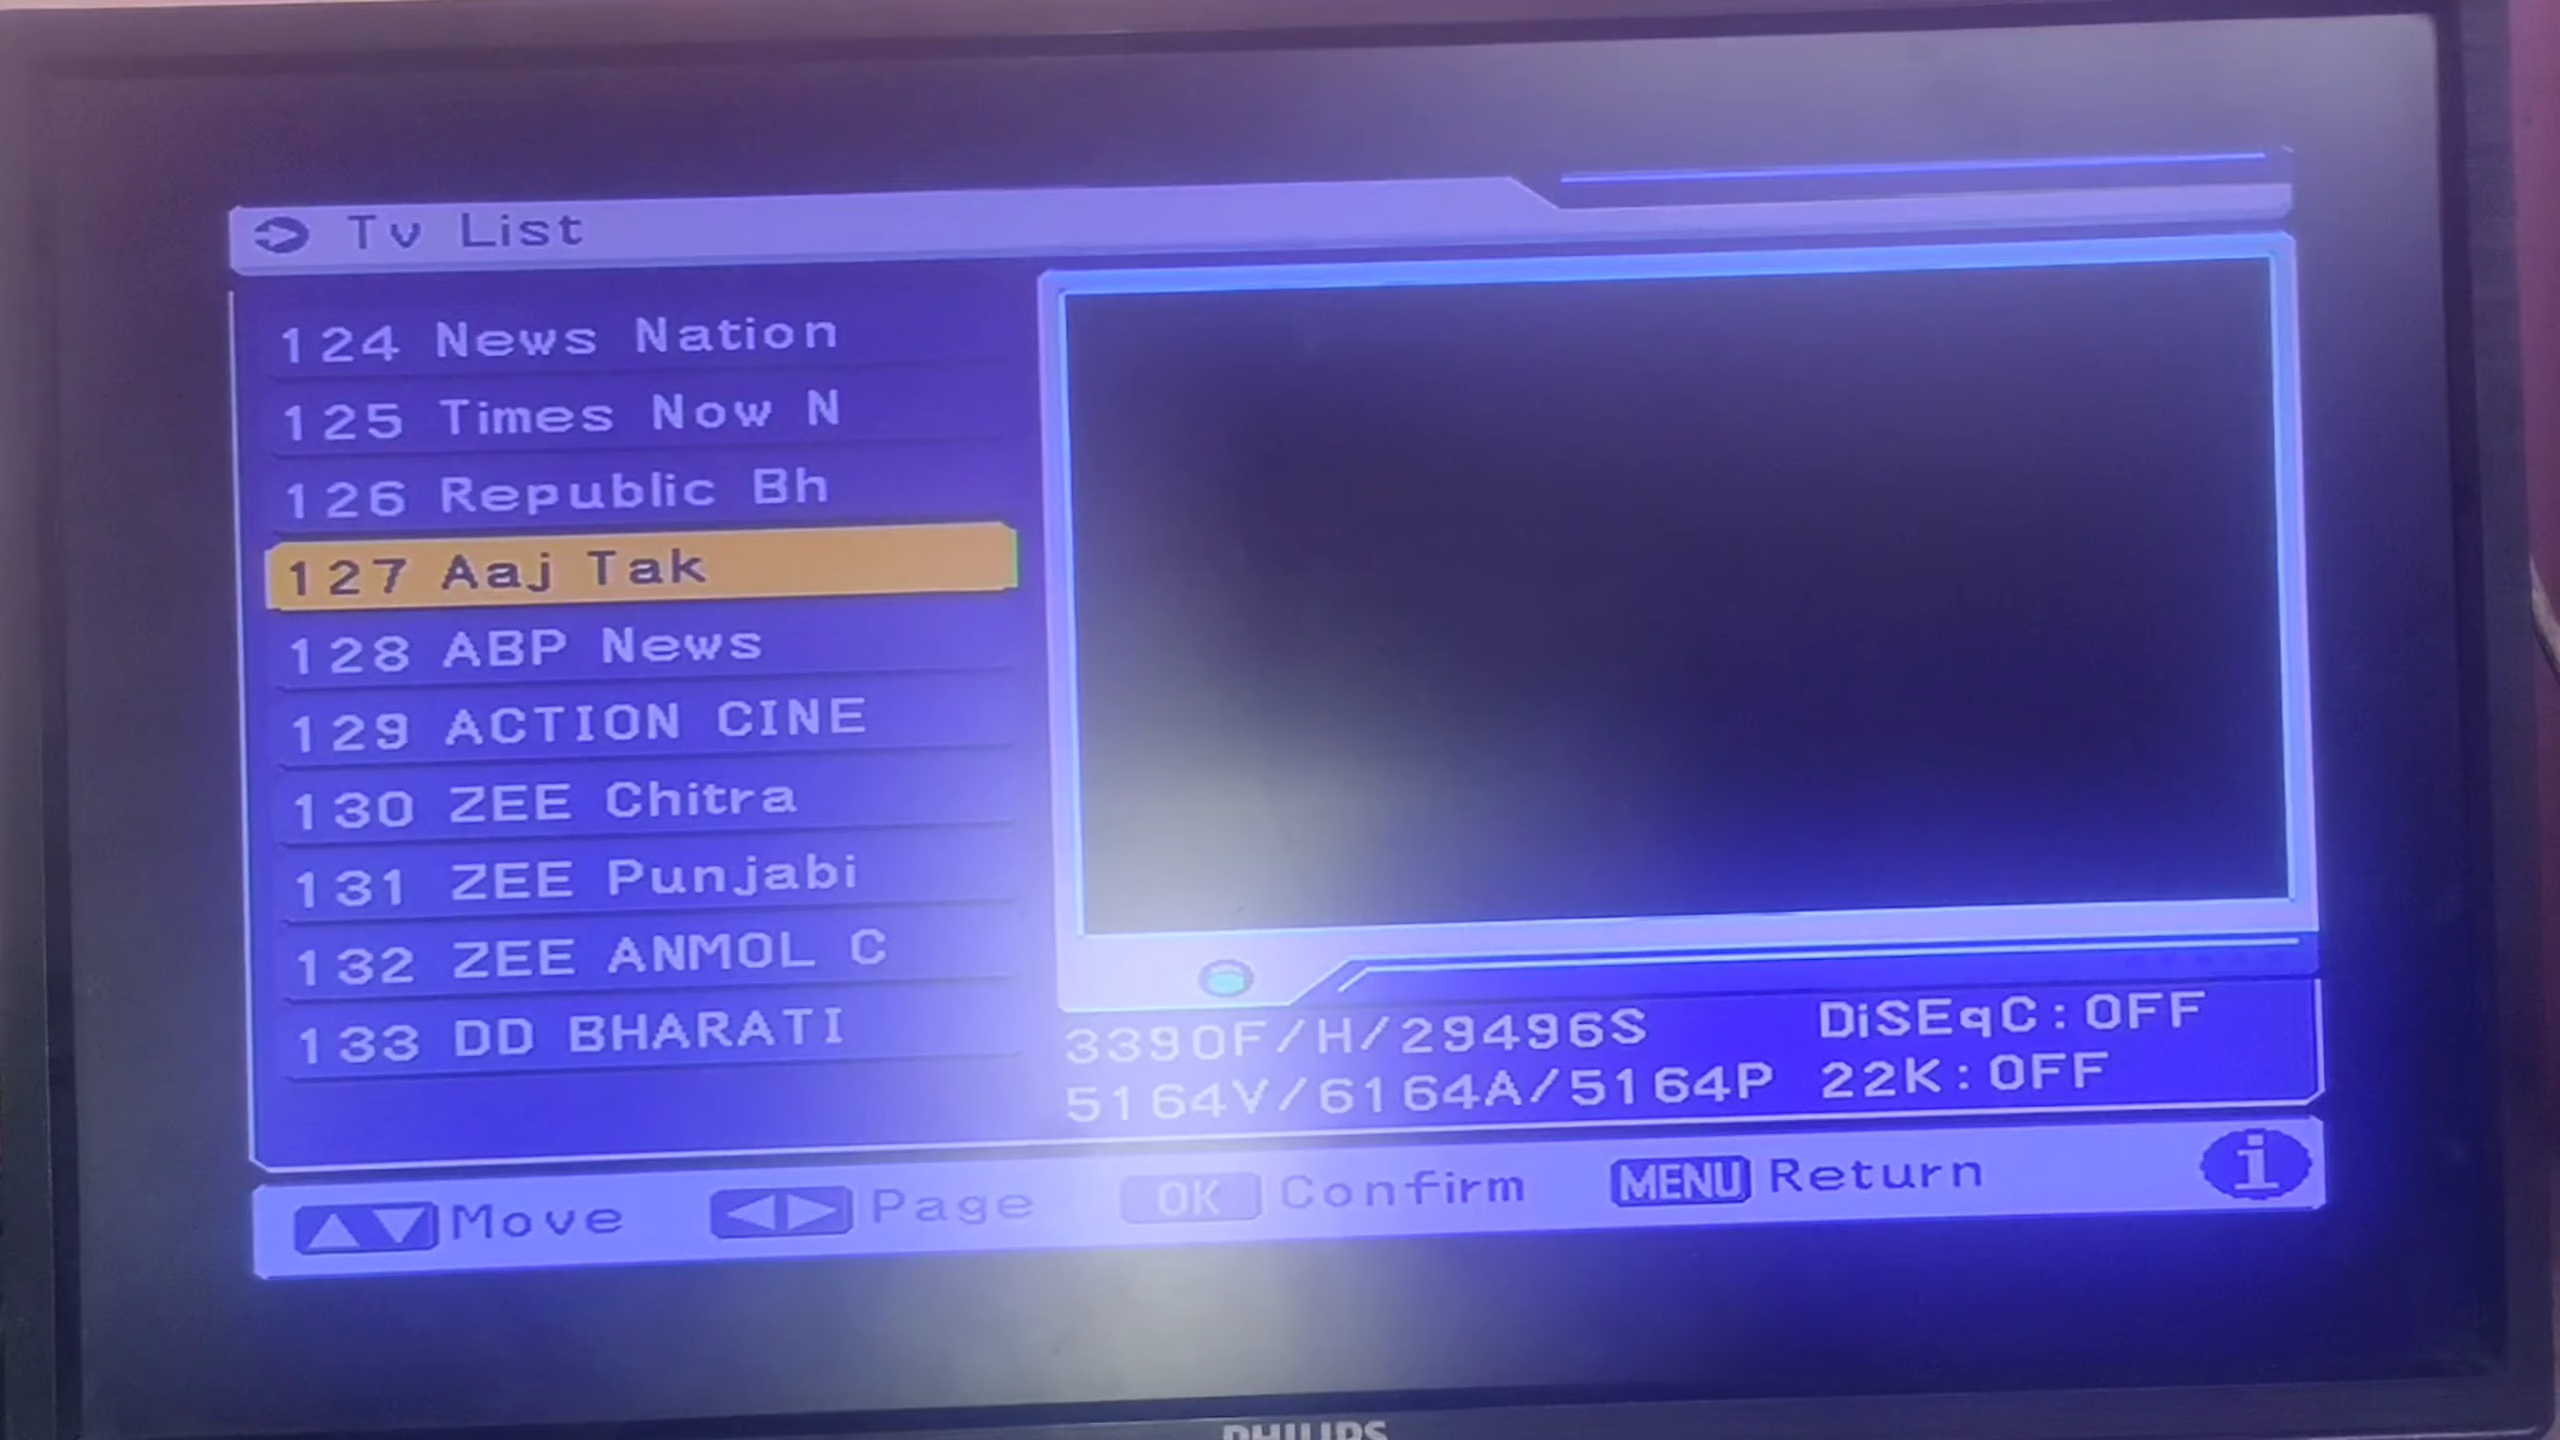 Tv List
124 News Nation
125 Times Now N
126 Republic Bh
127 Aaj Tak
128 ABP News
129 ACTION CINE
130 ZEE Chitra
131 ZEE Punjabi
132 ZEE ANMOL C
133 DD BHARATI
3390F/H/29496S DiSEqC:OFF
5164V/6164A/5164P 22K:OFF
Move Page OK Confirm MENU Return i
PHILIPS